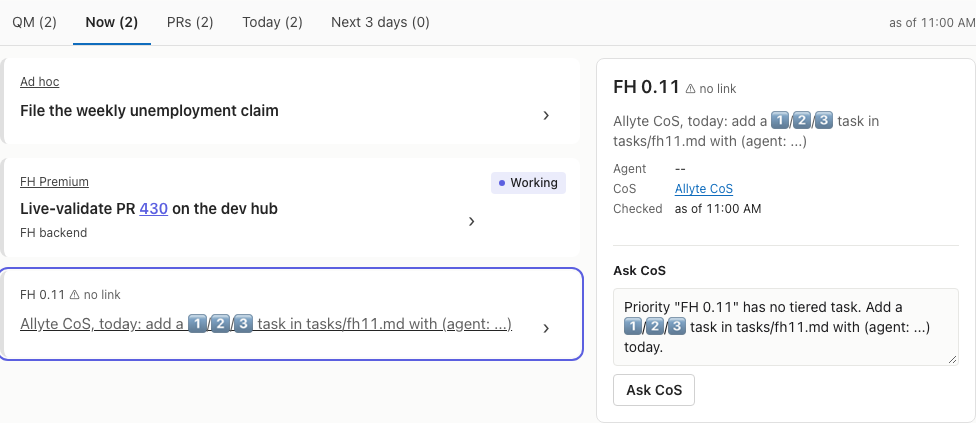 QM (2) Now (2) PRs (2) Today (2) Next 3 days (0) as of 11:00 AM
Ad hoc
File the weekly unemployment claim
FH Premium
Working
Live-validate PR 430 on the dev hub
FH backend
FH 0.11 ⚠ no link
Allyte CoS, today: add a 1️⃣/2️⃣/3️⃣ task in tasks/fh11.md with (agent: ...)
FH 0.11 ⚠ no link
Allyte CoS, today: add a 1️⃣/2️⃣/3️⃣ task in
tasks/fh11.md with (agent: ...)
Agent --
CoS Allyte CoS
Checked as of 11:00 AM
Ask CoS
Priority "FH 0.11" has no tiered task. Add a
1️⃣/2️⃣/3️⃣ task in tasks/fh11.md with (agent: ...)
today.
Ask CoS